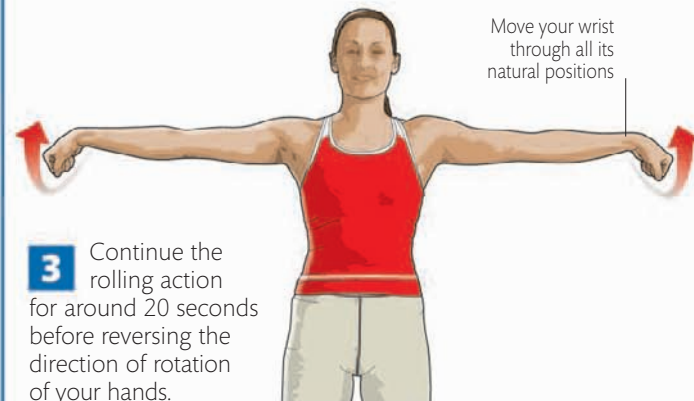 Move your wrist
through all its
natural positions
3 Continue the
rolling action
for around 20 seconds
before reversing the
direction of rotation
of your hands.